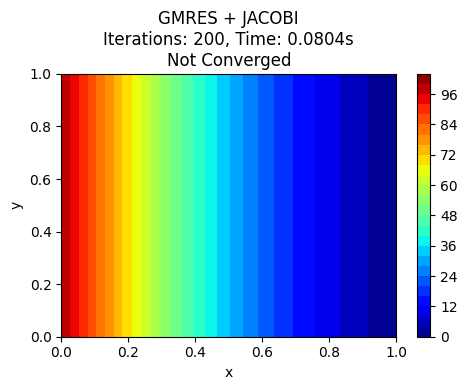 GMRES + JACOBI
Iterations: 200, Time: 0.0804s
Not Converged
1.0
0.8
0.6
0.4
0.2
0.0
y
0.0 0.2 0.4 0.6 0.8 1.0
x
96
84
72
60
48
36
24
12
0